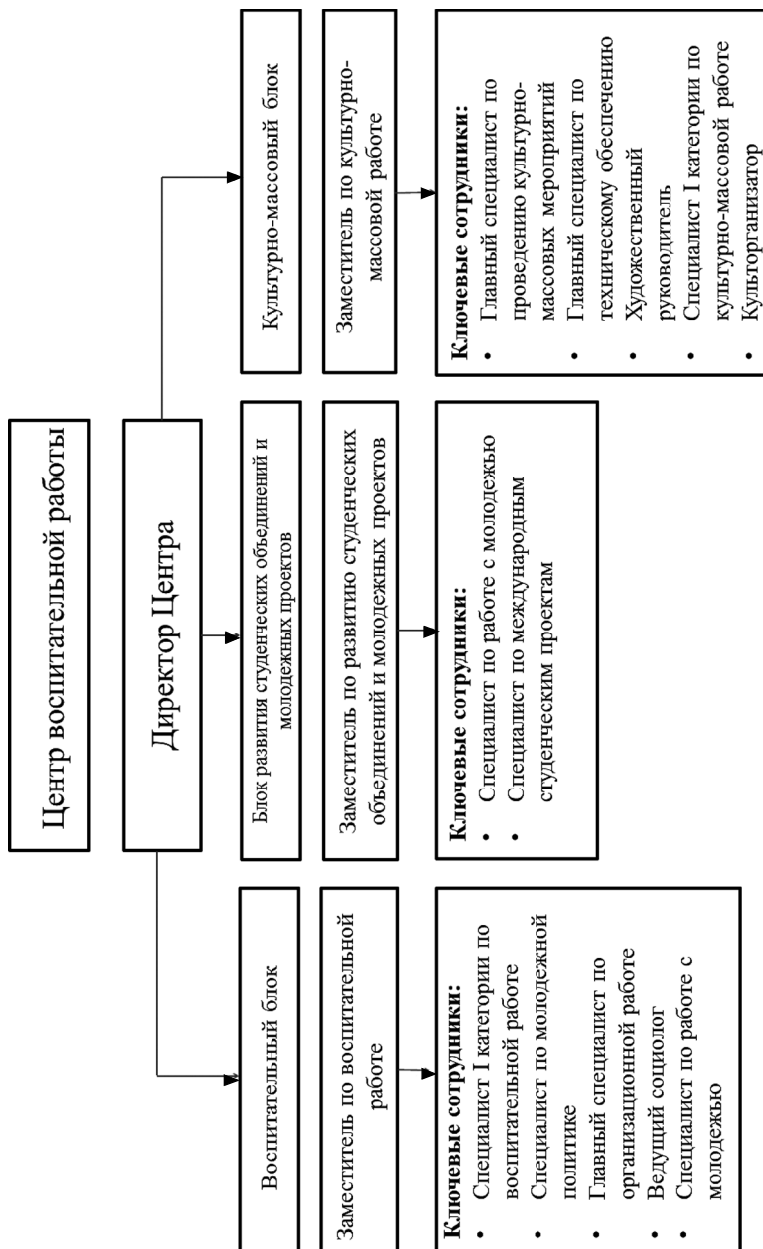 Центр воспитательной работы
Директор Центра
Воспитательный блок
Заместитель по воспитательной
работе
Ключевые сотрудники:
• Специалист I категории по
воспитательной работе
• Специалист по молодежной
политике
• Главный специалист по
организационной работе
• Ведущий социолог
• Специалист по работе с
молодежью
Блок развития студенческих объединений и
молодежных проектов
Заместитель по развитию студенческих
объединений и молодежных проектов
Ключевые сотрудники:
• Специалист по работе с молодежью
• Специалист по международным
студенческим проектам
Культурно-массовый блок
Заместитель по культурно-
массовой работе
Ключевые сотрудники:
• Главный специалист по
проведению культурно-
массовых мероприятий
• Главный специалист по
техническому обеспечению
• Художественный
руководитель
• Специалист I категории по
культурно-массовой работе
• Культорганизатор